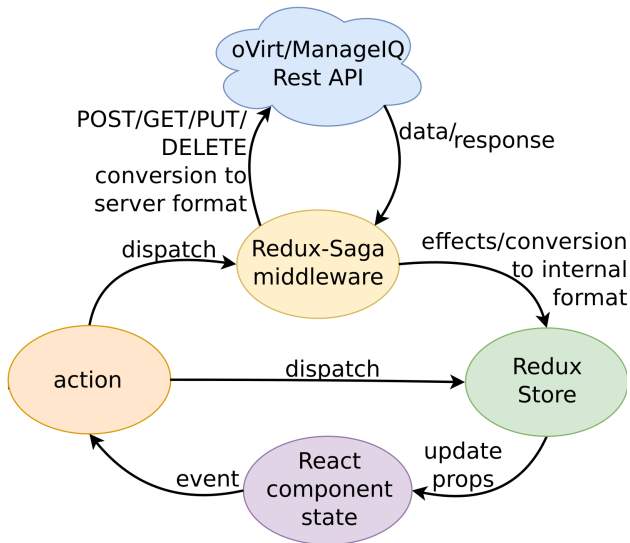 oVirt/ManageIQ
Rest API
POST/GET/PUT/
DELETE
conversion to
server format
data/response
dispatch
Redux-Saga
middleware
effects/conversion
to internal
format
action
dispatch
Redux
Store
event
React
component
state
update
props